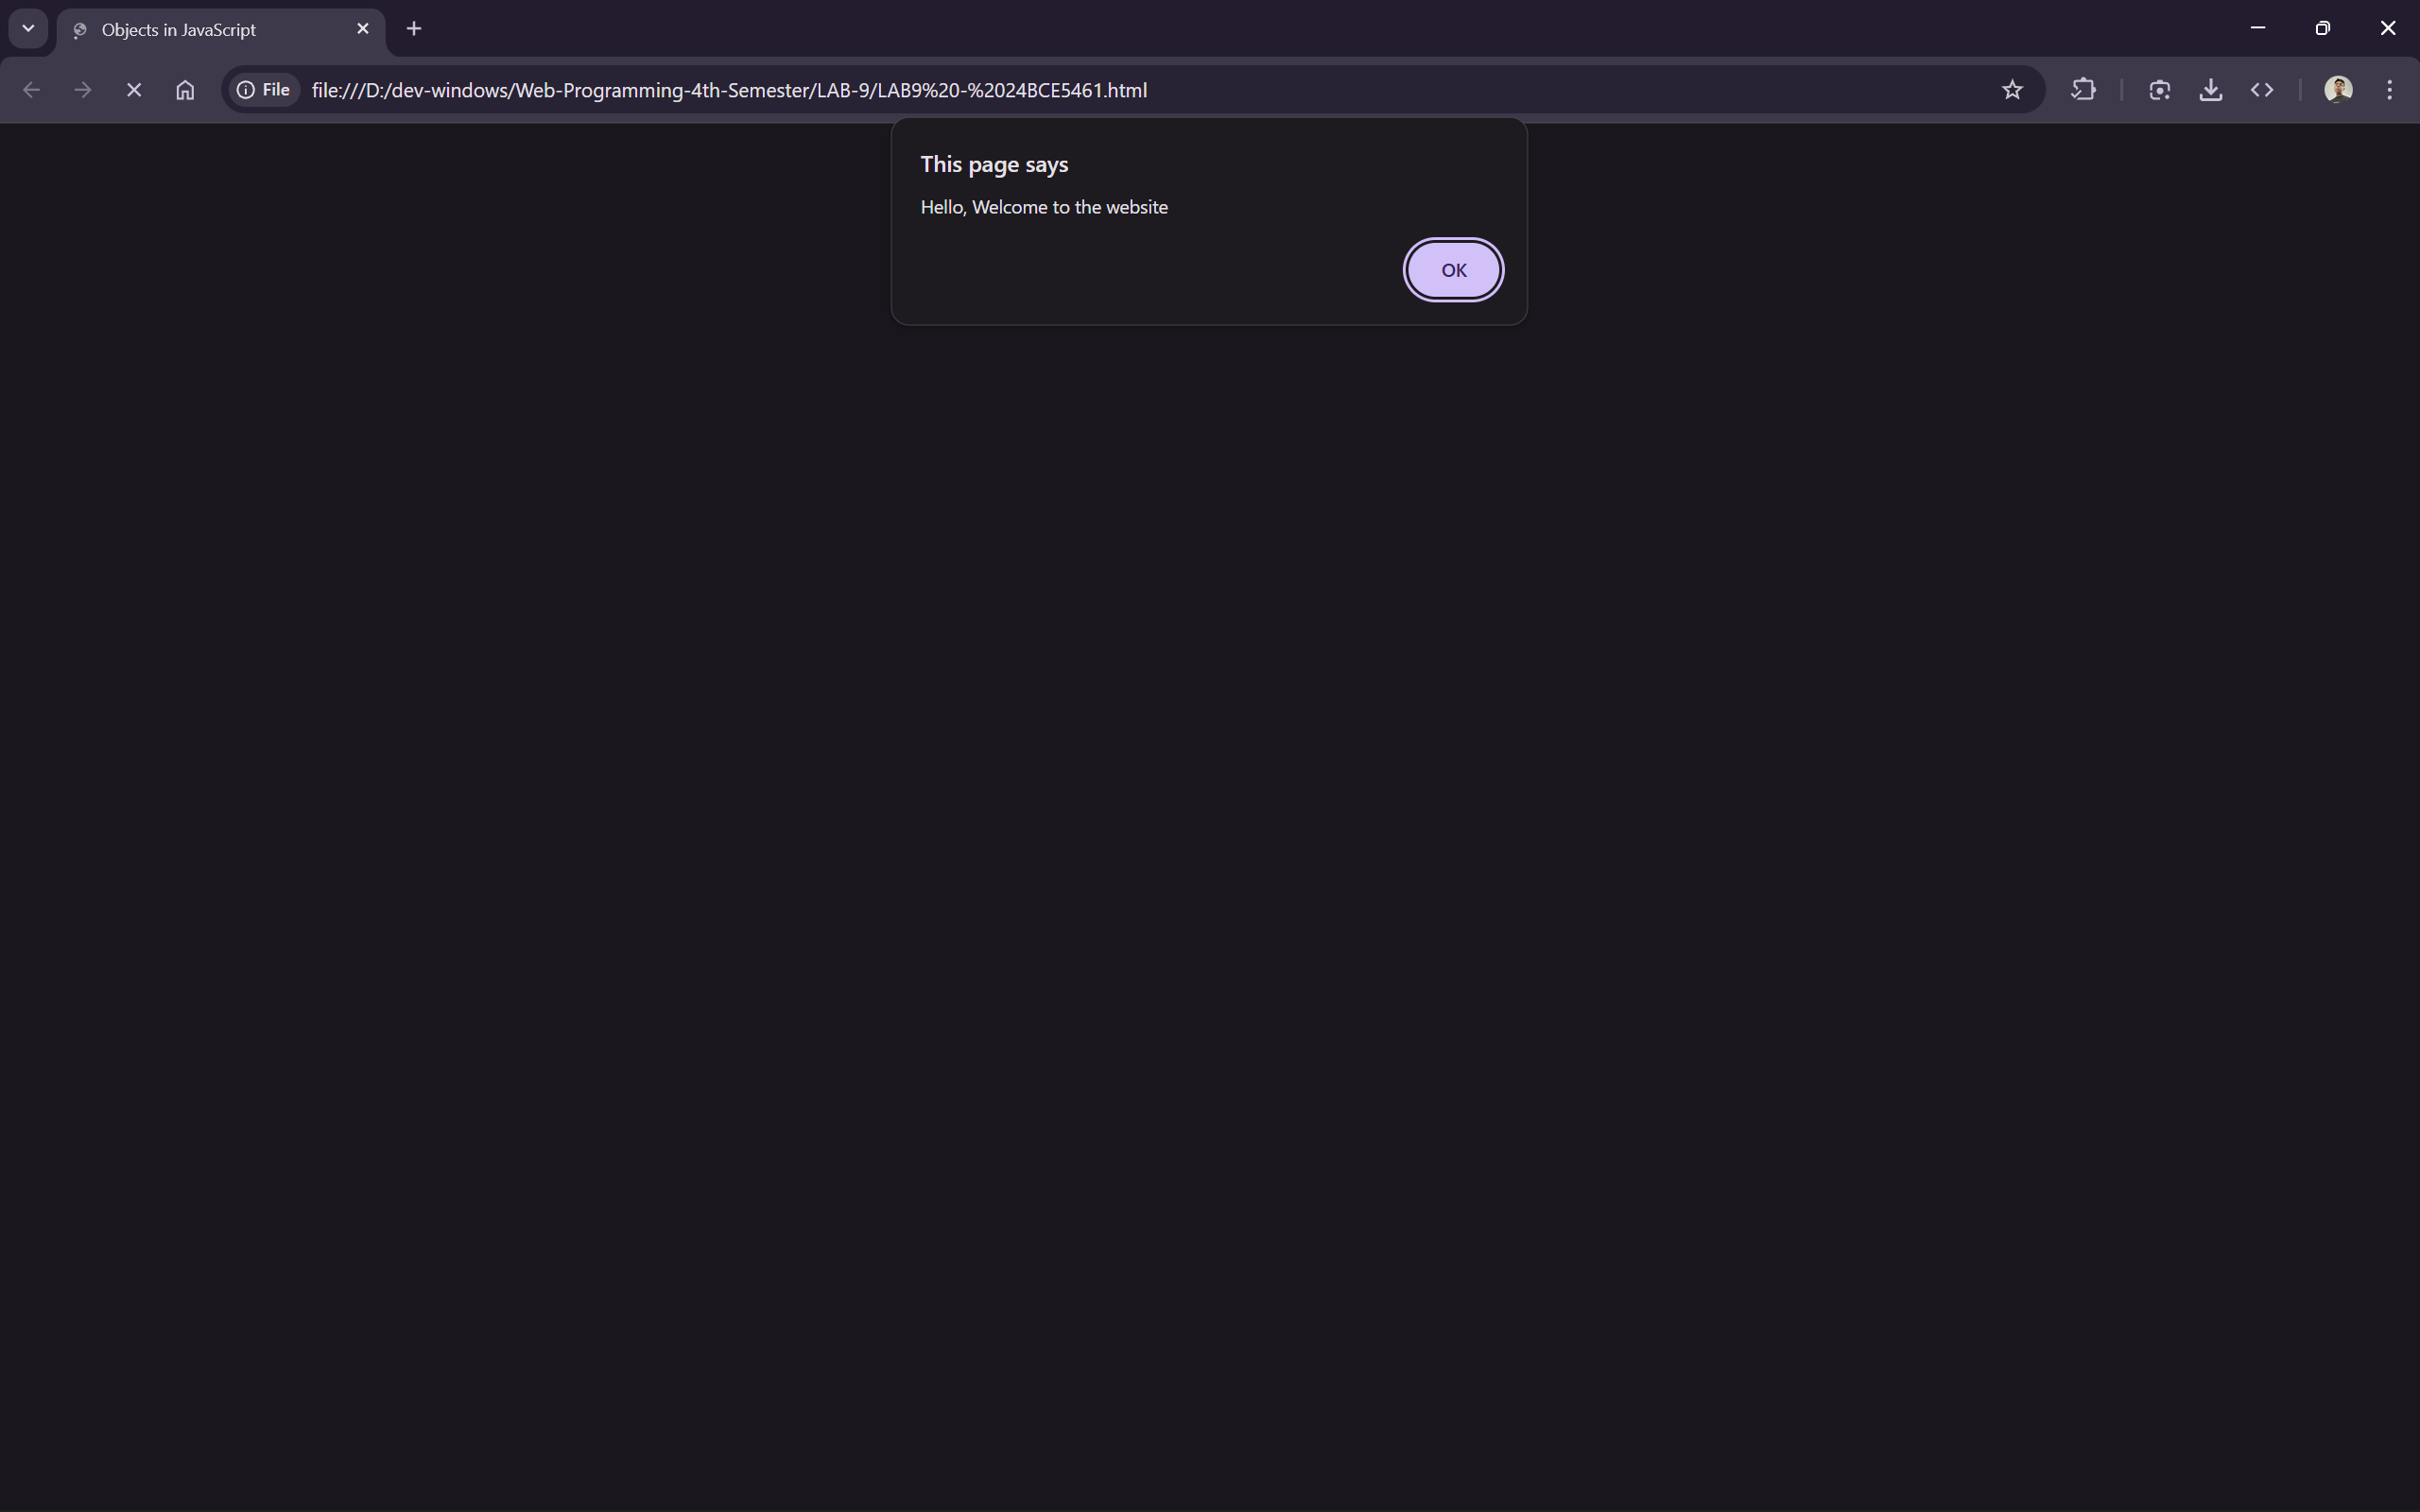 Objects in JavaScript
File
file:///D:/dev-windows/Web-Programming-4th-Semester/LAB-9/LAB9%20-%2024BCE5461.html
This page says
Hello, Welcome to the website
OK